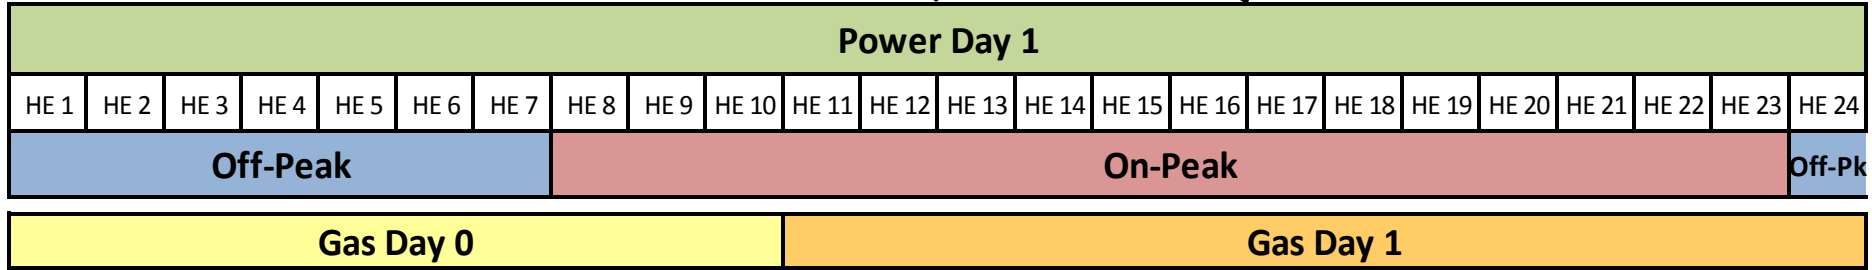 Power Day 1
HE 1 HE 2 HE 3 HE 4 HE 5 HE 6 HE 7 HE 8 HE 9 HE 10 HE 11 HE 12 HE 13 HE 14 HE 15 HE 16 HE 17 HE 18 HE 19 HE 20 HE 21 HE 22 HE 23 HE 24
Off-Peak On-Peak Off-Pk
Gas Day 0 Gas Day 1